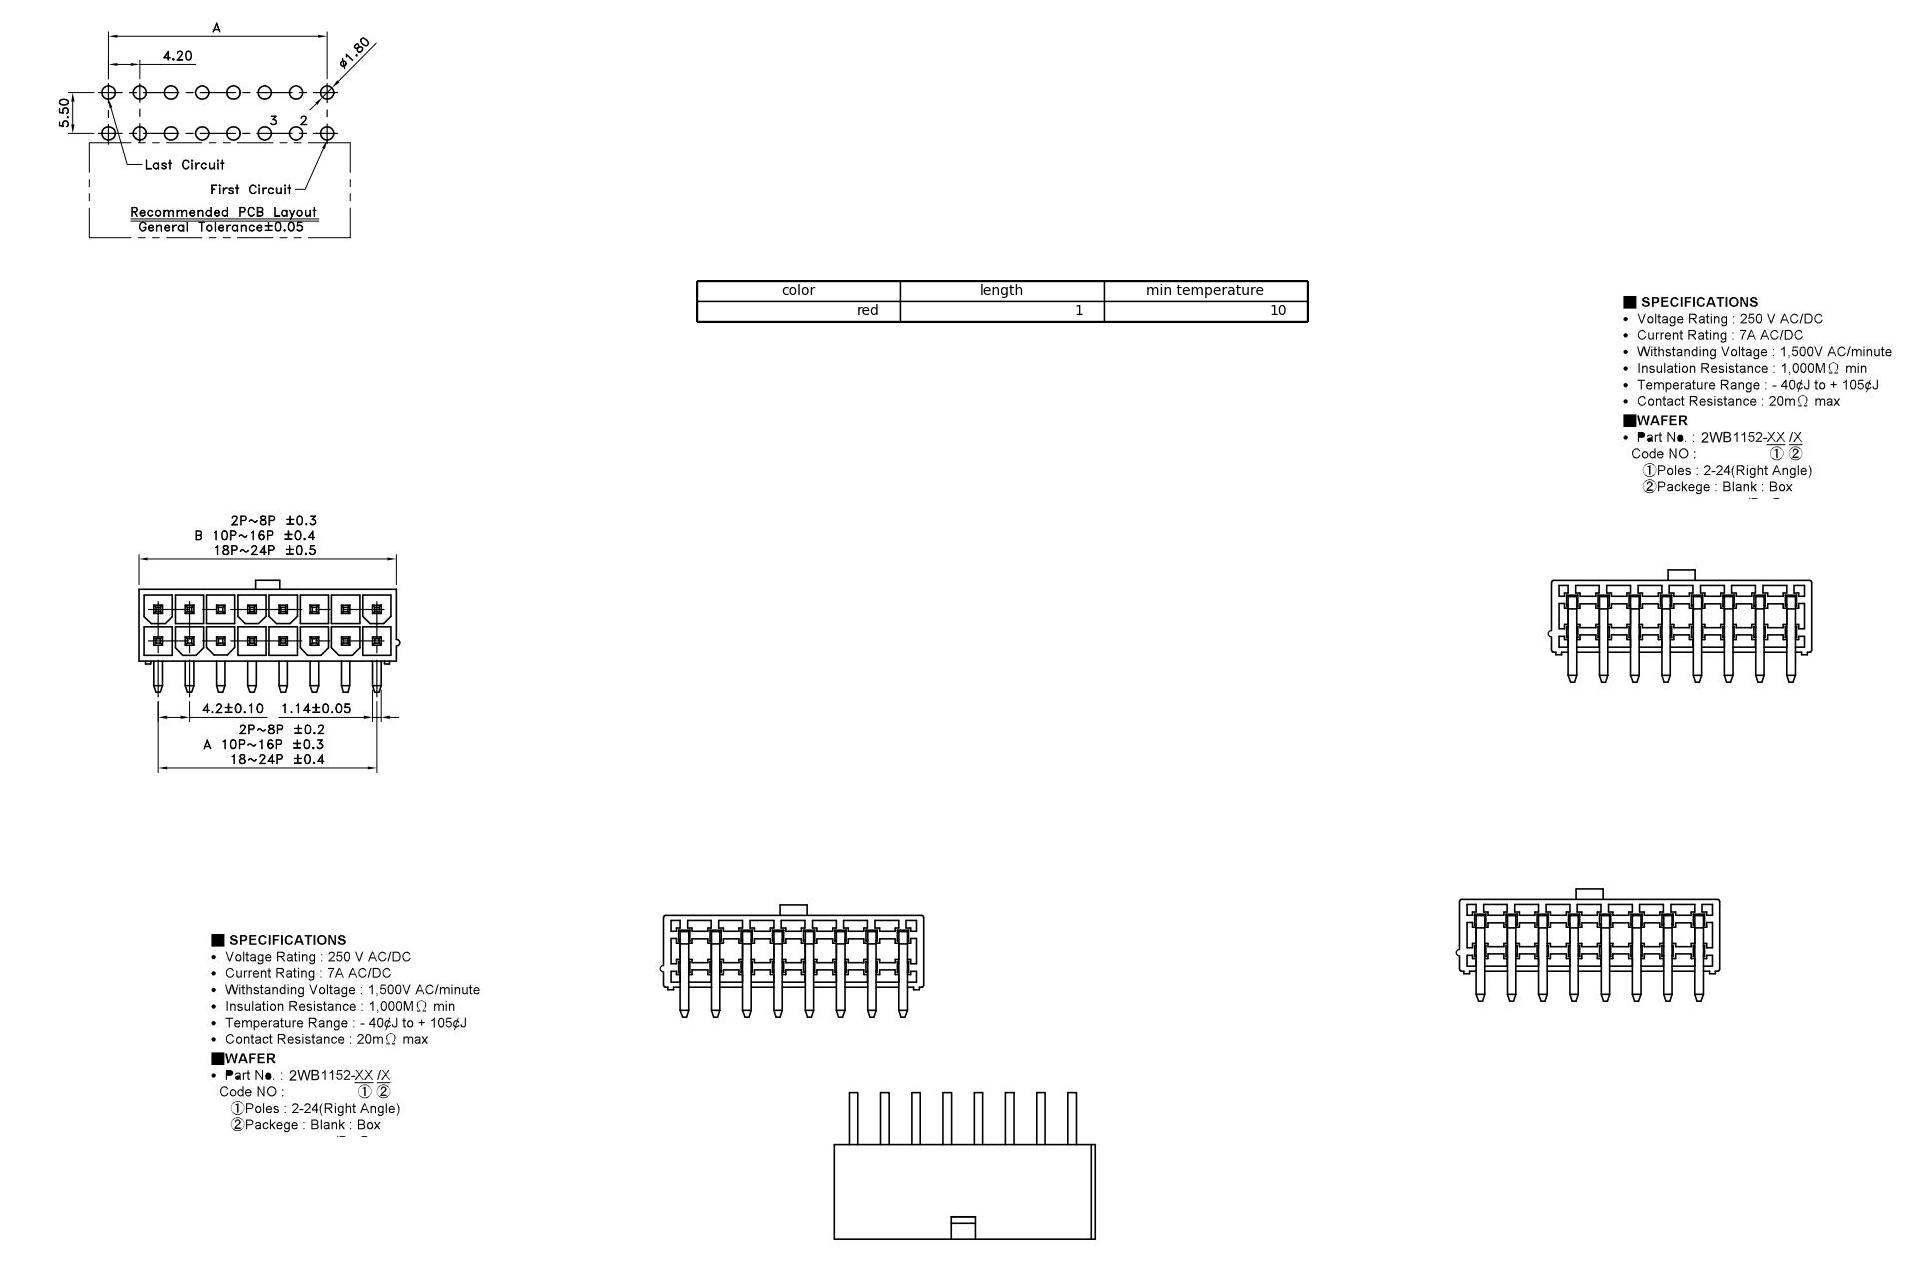 A
4.20
ø1.80
5.50
3 2
Last Circuit
First Circuit
Recommended PCB Layout
General Tolerance±0.05
color length min temperature
red 1 10
■ SPECIFICATIONS
• Voltage Rating : 250 V AC/DC
• Current Rating : 7A AC/DC
• Withstanding Voltage : 1,500V AC/minute
• Insulation Resistance : 1,000MΩ min
• Temperature Range : - 40¢J to + 105¢J
• Contact Resistance : 20mΩ max
■WAFER
• Part No. : 2WB1152-XX /X
Code NO : ① ②
①Poles : 2-24(Right Angle)
②Packege : Blank : Box
2P~8P ±0.3
B 10P~16P ±0.4
18P~24P ±0.5
4.2±0.10 1.14±0.05
2P~8P ±0.2
A 10P~16P ±0.3
18~24P ±0.4
■ SPECIFICATIONS
• Voltage Rating : 250 V AC/DC
• Current Rating : 7A AC/DC
• Withstanding Voltage : 1,500V AC/minute
• Insulation Resistance : 1,000MΩ min
• Temperature Range : - 40¢J to + 105¢J
• Contact Resistance : 20mΩ max
■WAFER
• Part No. : 2WB1152-XX /X
Code NO : ① ②
①Poles : 2-24(Right Angle)
②Packege : Blank : Box